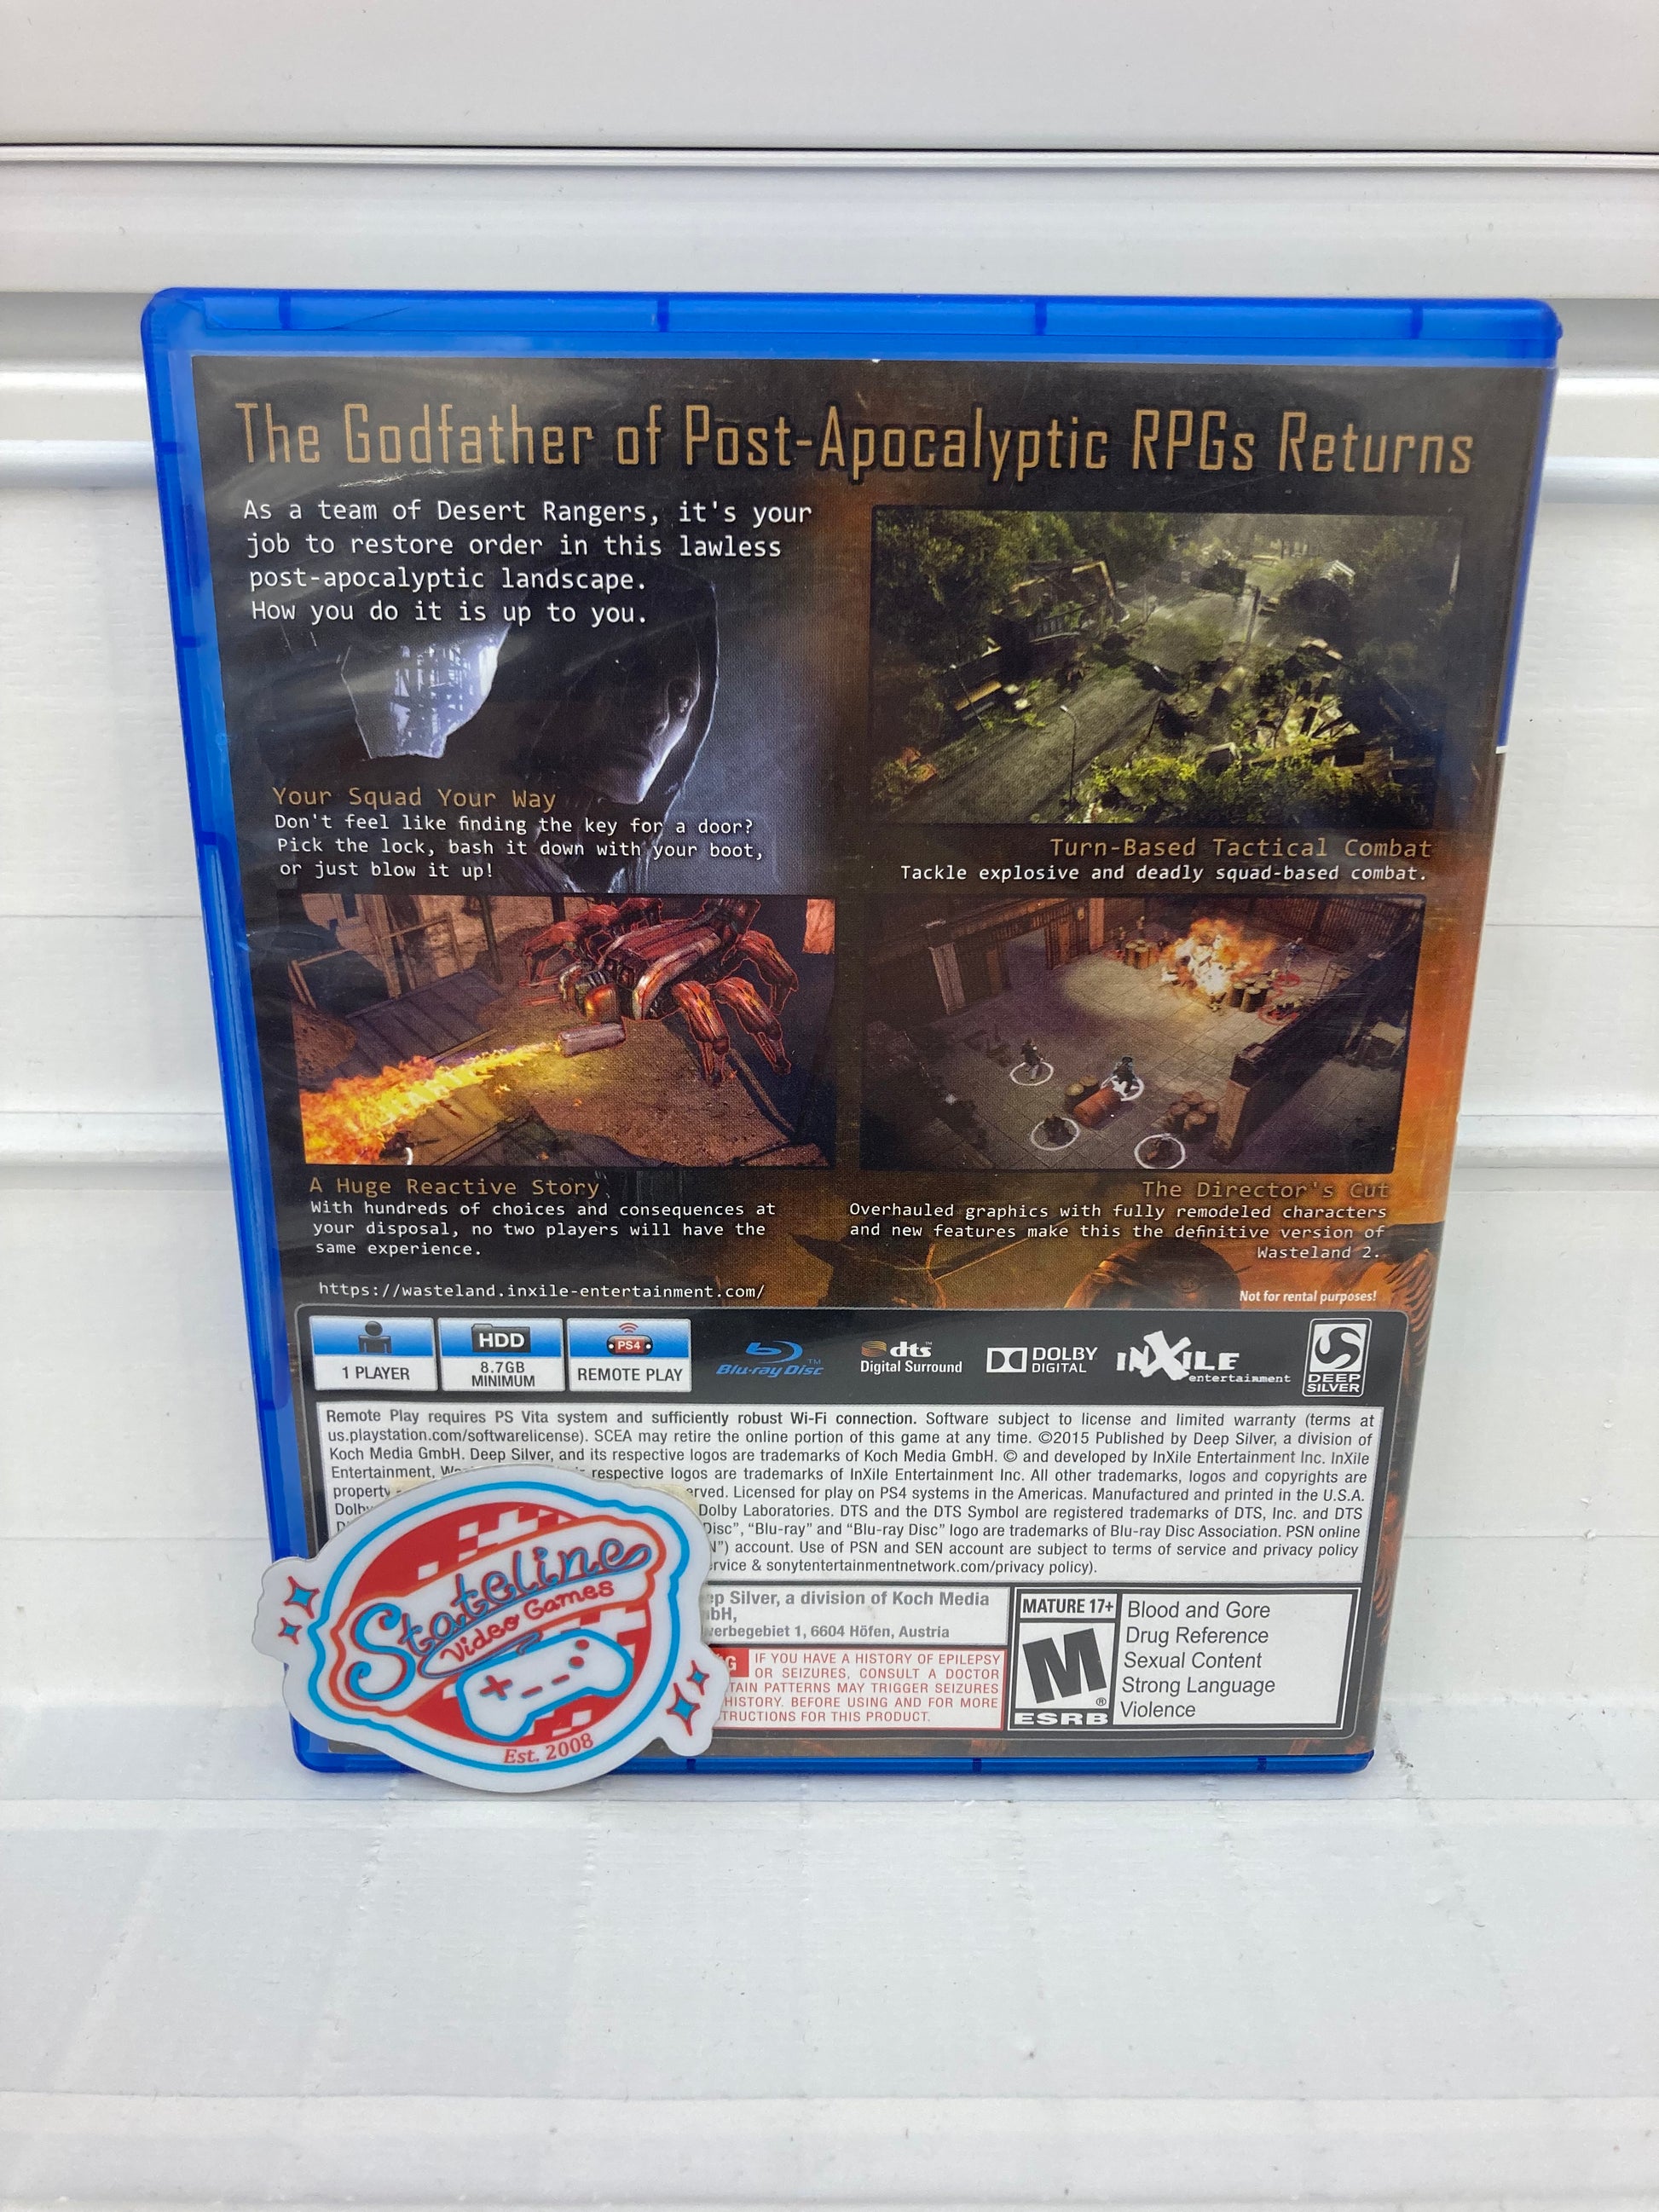 The Godfather of Post-Apocalyptic RPGs Returns
As a team of Desert Rangers, it's your
job to restore order in this lawless
post-apocalyptic landscape.
How you do it is up to you.
Your Squad Your Way
Don't feel like finding the key for a door?
Pick the lock, bash it down with your boot,
or just blow it up!
Turn-Based Tactical Combat
Tackle explosive and deadly squad-based combat.
A Huge Reactive Story
With hundreds of choices and consequences at
your disposal, no two players will have the
same experience.
The Director's Cut
Overhauled graphics with fully remodeled characters
and new features make this the definitive version of
Wasteland 2.
https://wasteland.inxile-entertainment.com/
Not for rental purposes!
1 PLAYER
HDD
8.7GB
MINIMUM
PS4
REMOTE PLAY
Blu-ray Disc™
dts™
Digital Surround
DOLBY
DIGITAL
INXILE
entertainment
DEEP
SILVER
Remote Play requires PS Vita system and sufficiently robust Wi-Fi connection. Software subject to license and limited warranty (terms at
us.playstation.com/softwarelicense). SCEA may retire the online portion of this game at any time. ©2015 Published by Deep Silver, a division of
Koch Media GmbH. Deep Silver, and its respective logos are trademarks of Koch Media GmbH. © and developed by InXile Entertainment Inc. InXile
Entertainment, respective logos are trademarks of InXile Entertainment Inc. All other trademarks, logos and copyrights are
property erved. Licensed for play on PS4 systems in the Americas. Manufactured and printed in the U.S.A.
Dolby Dolby Laboratories. DTS and the DTS Symbol are registered trademarks of DTS, Inc. and DTS
Disc”, “Blu-ray” and “Blu-ray Disc” logo are trademarks of Blu-ray Disc Association. PSN online
N”) account. Use of PSN and SEN account are subject to terms of service and privacy policy
rvice & sonytentertainmentnetwork.com/privacy policy).
ep Silver, a division of Koch Media
bH,
werbegebiet 1, 6604 Höfen, Austria
G IF YOU HAVE A HISTORY OF EPILEPSY
OR SEIZURES, CONSULT A DOCTOR
TAIN PATTERNS MAY TRIGGER SEIZURES
HISTORY. BEFORE USING AND FOR MORE
TRUCTIONS FOR THIS PRODUCT.
MATURE 17+
M
®
ESRB
Blood and Gore
Drug Reference
Sexual Content
Strong Language
Violence
Stateline
Video Games
Est. 2008